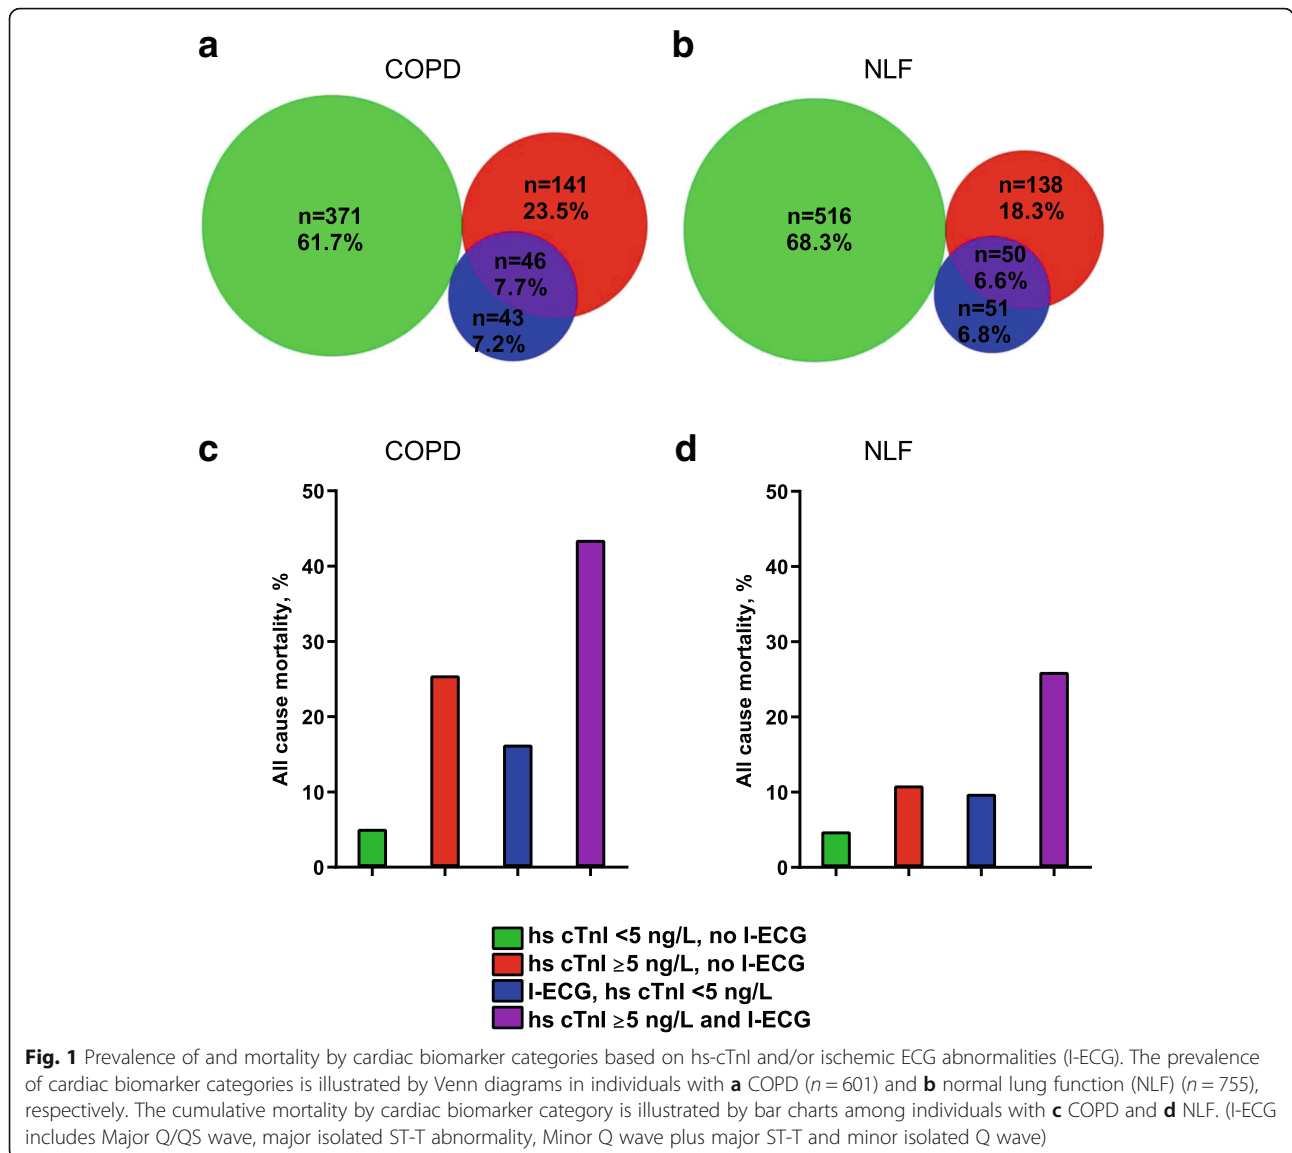 a
COPD
n=371
61.7%
n=141
23.5%
n=46
7.7%
n=43
7.2%
b
NLF
n=516
68.3%
n=138
18.3%
n=50
6.6%
n=51
6.8%
c
COPD
All cause mortality, %
50
40
30
20
10
0
d
NLF
All cause mortality, %
50
40
30
20
10
0
hs cTnI <5 ng/L, no I-ECG
hs cTnI ≥5 ng/L, no I-ECG
I-ECG, hs cTnI <5 ng/L
hs cTnI ≥5 ng/L and I-ECG
Fig. 1 Prevalence of and mortality by cardiac biomarker categories based on hs-cTnI and/or ischemic ECG abnormalities (I-ECG). The prevalence
of cardiac biomarker categories is illustrated by Venn diagrams in individuals with a COPD (n = 601) and b normal lung function (NLF) (n = 755),
respectively. The cumulative mortality by cardiac biomarker category is illustrated by bar charts among individuals with c COPD and d NLF. (I-ECG
includes Major Q/QS wave, major isolated ST-T abnormality, Minor Q wave plus major ST-T and minor isolated Q wave)